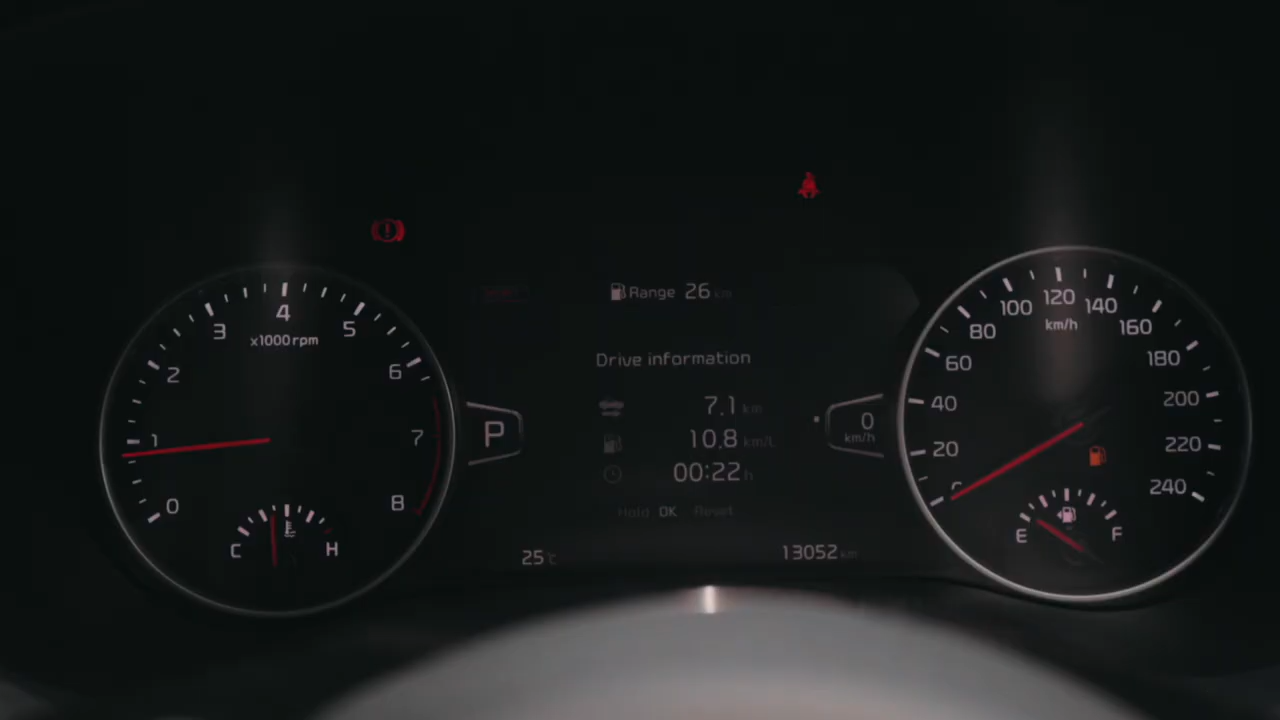 Range 26 km
Drive information
7.1 km
10.8 km/L
00:22 h
Hold OK Reset
25℃
13052 km
P
0
km/h
0
1
2
3
4
5
6
7
8
x1000rpm
C
H
20
40
60
80
100
120
140
160
180
200
220
240
km/h
E
F